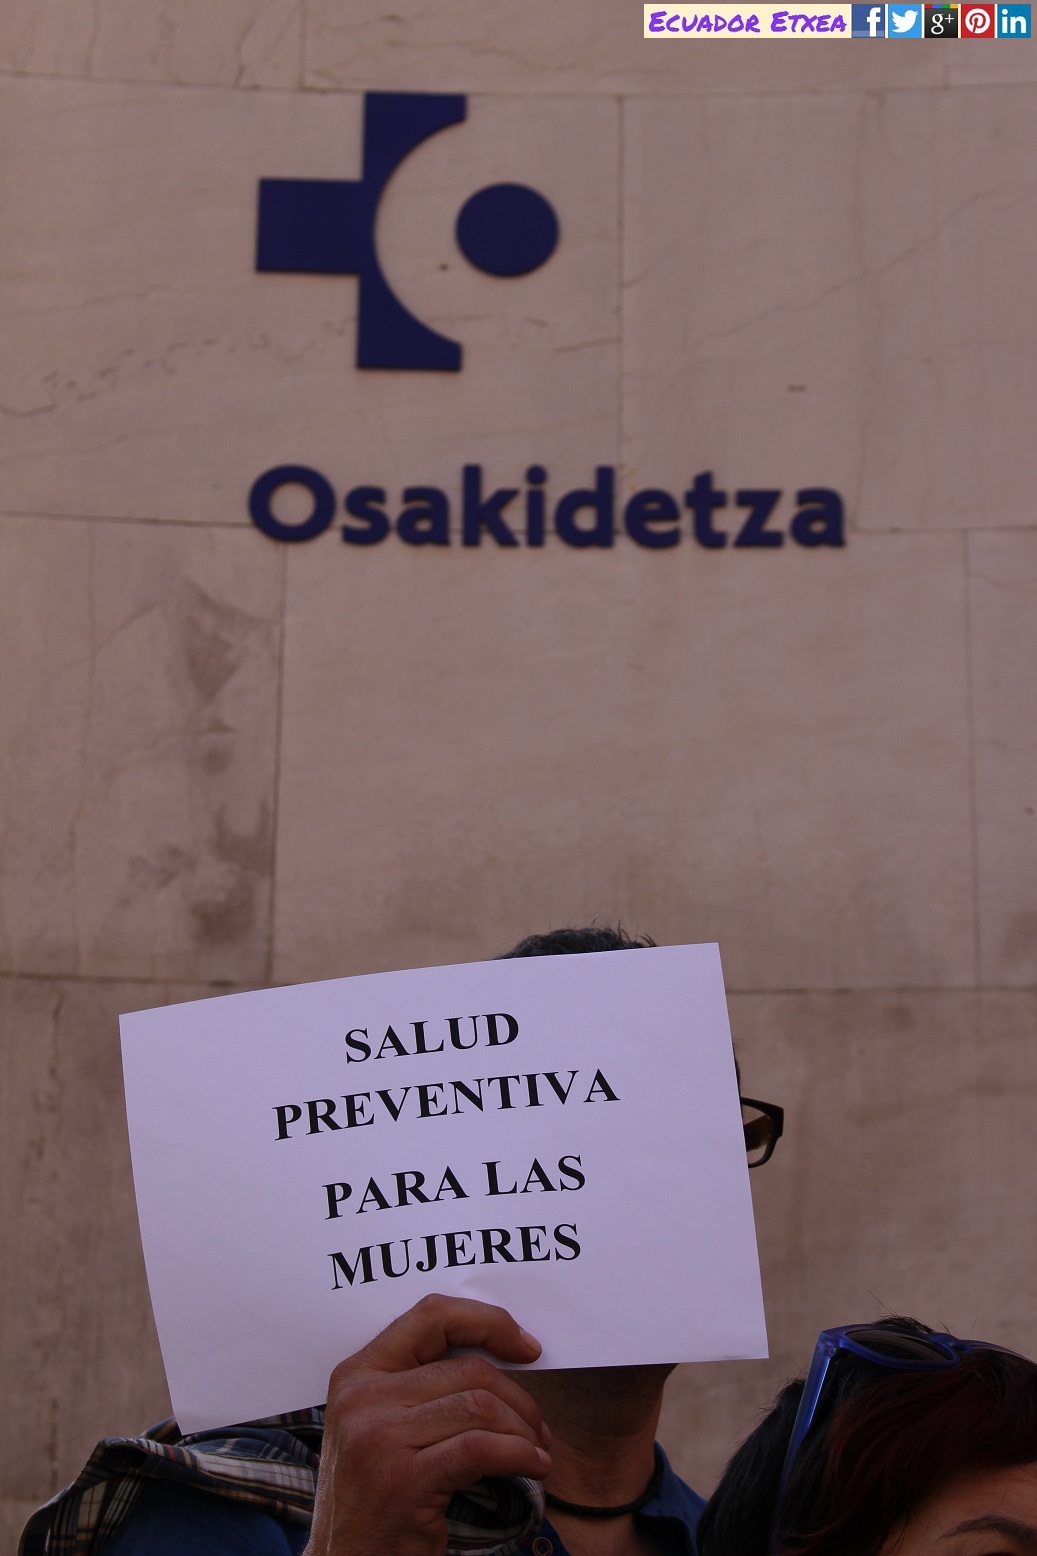 Ecuador Etxea
Osakidetza
SALUD
PREVENTIVA
PARA LAS
MUJERES